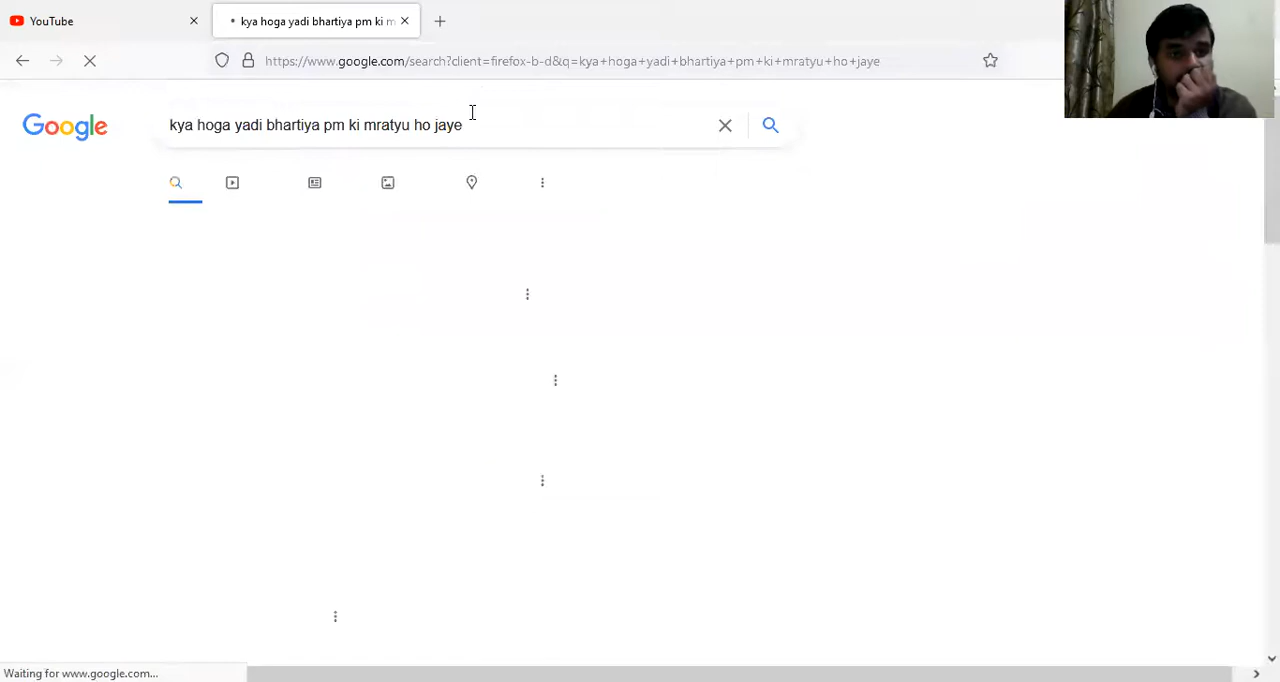 YouTube
kya hoga yadi bhartiya pm ki m
https://www.google.com/search?client=firefox-b-d&q=kya+hoga+yadi+bhartiya+pm+ki+mratyu+ho+jaye
Google
kya hoga yadi bhartiya pm ki mratyu ho jaye
Waiting for www.google.com...